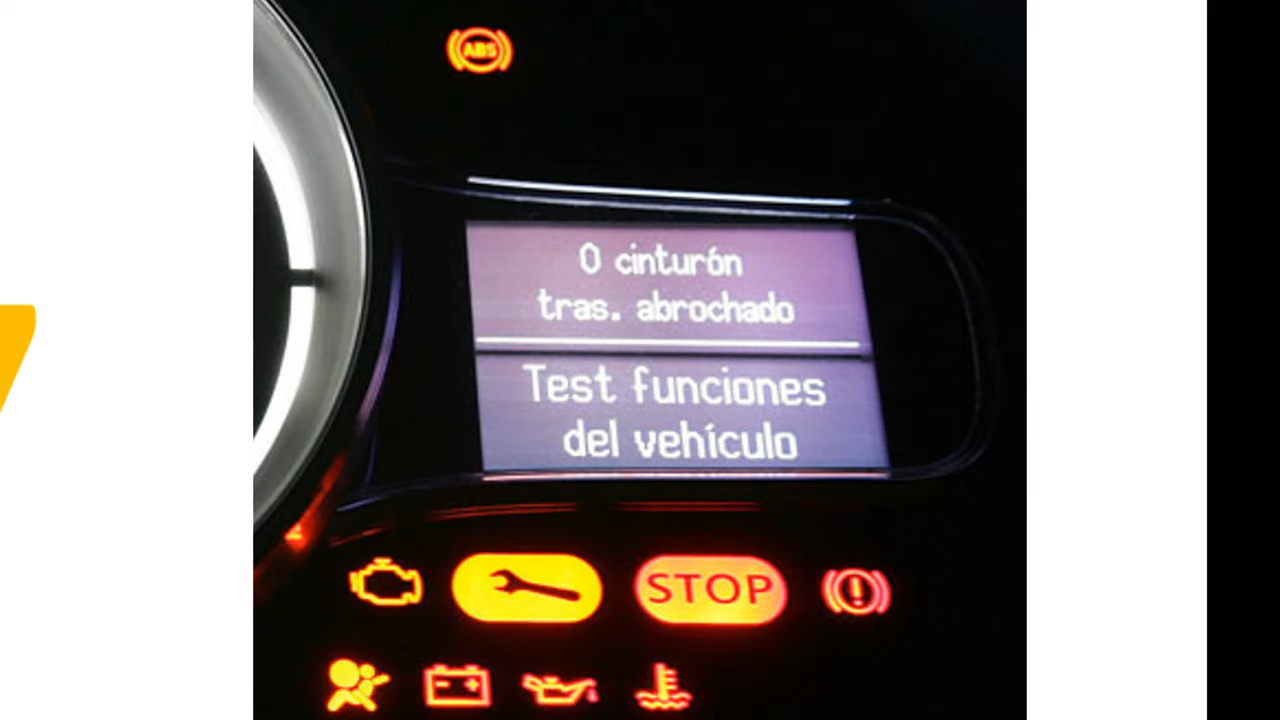 ABS
0 cinturón
tras. abrochado
Test funciones
del vehículo
STOP